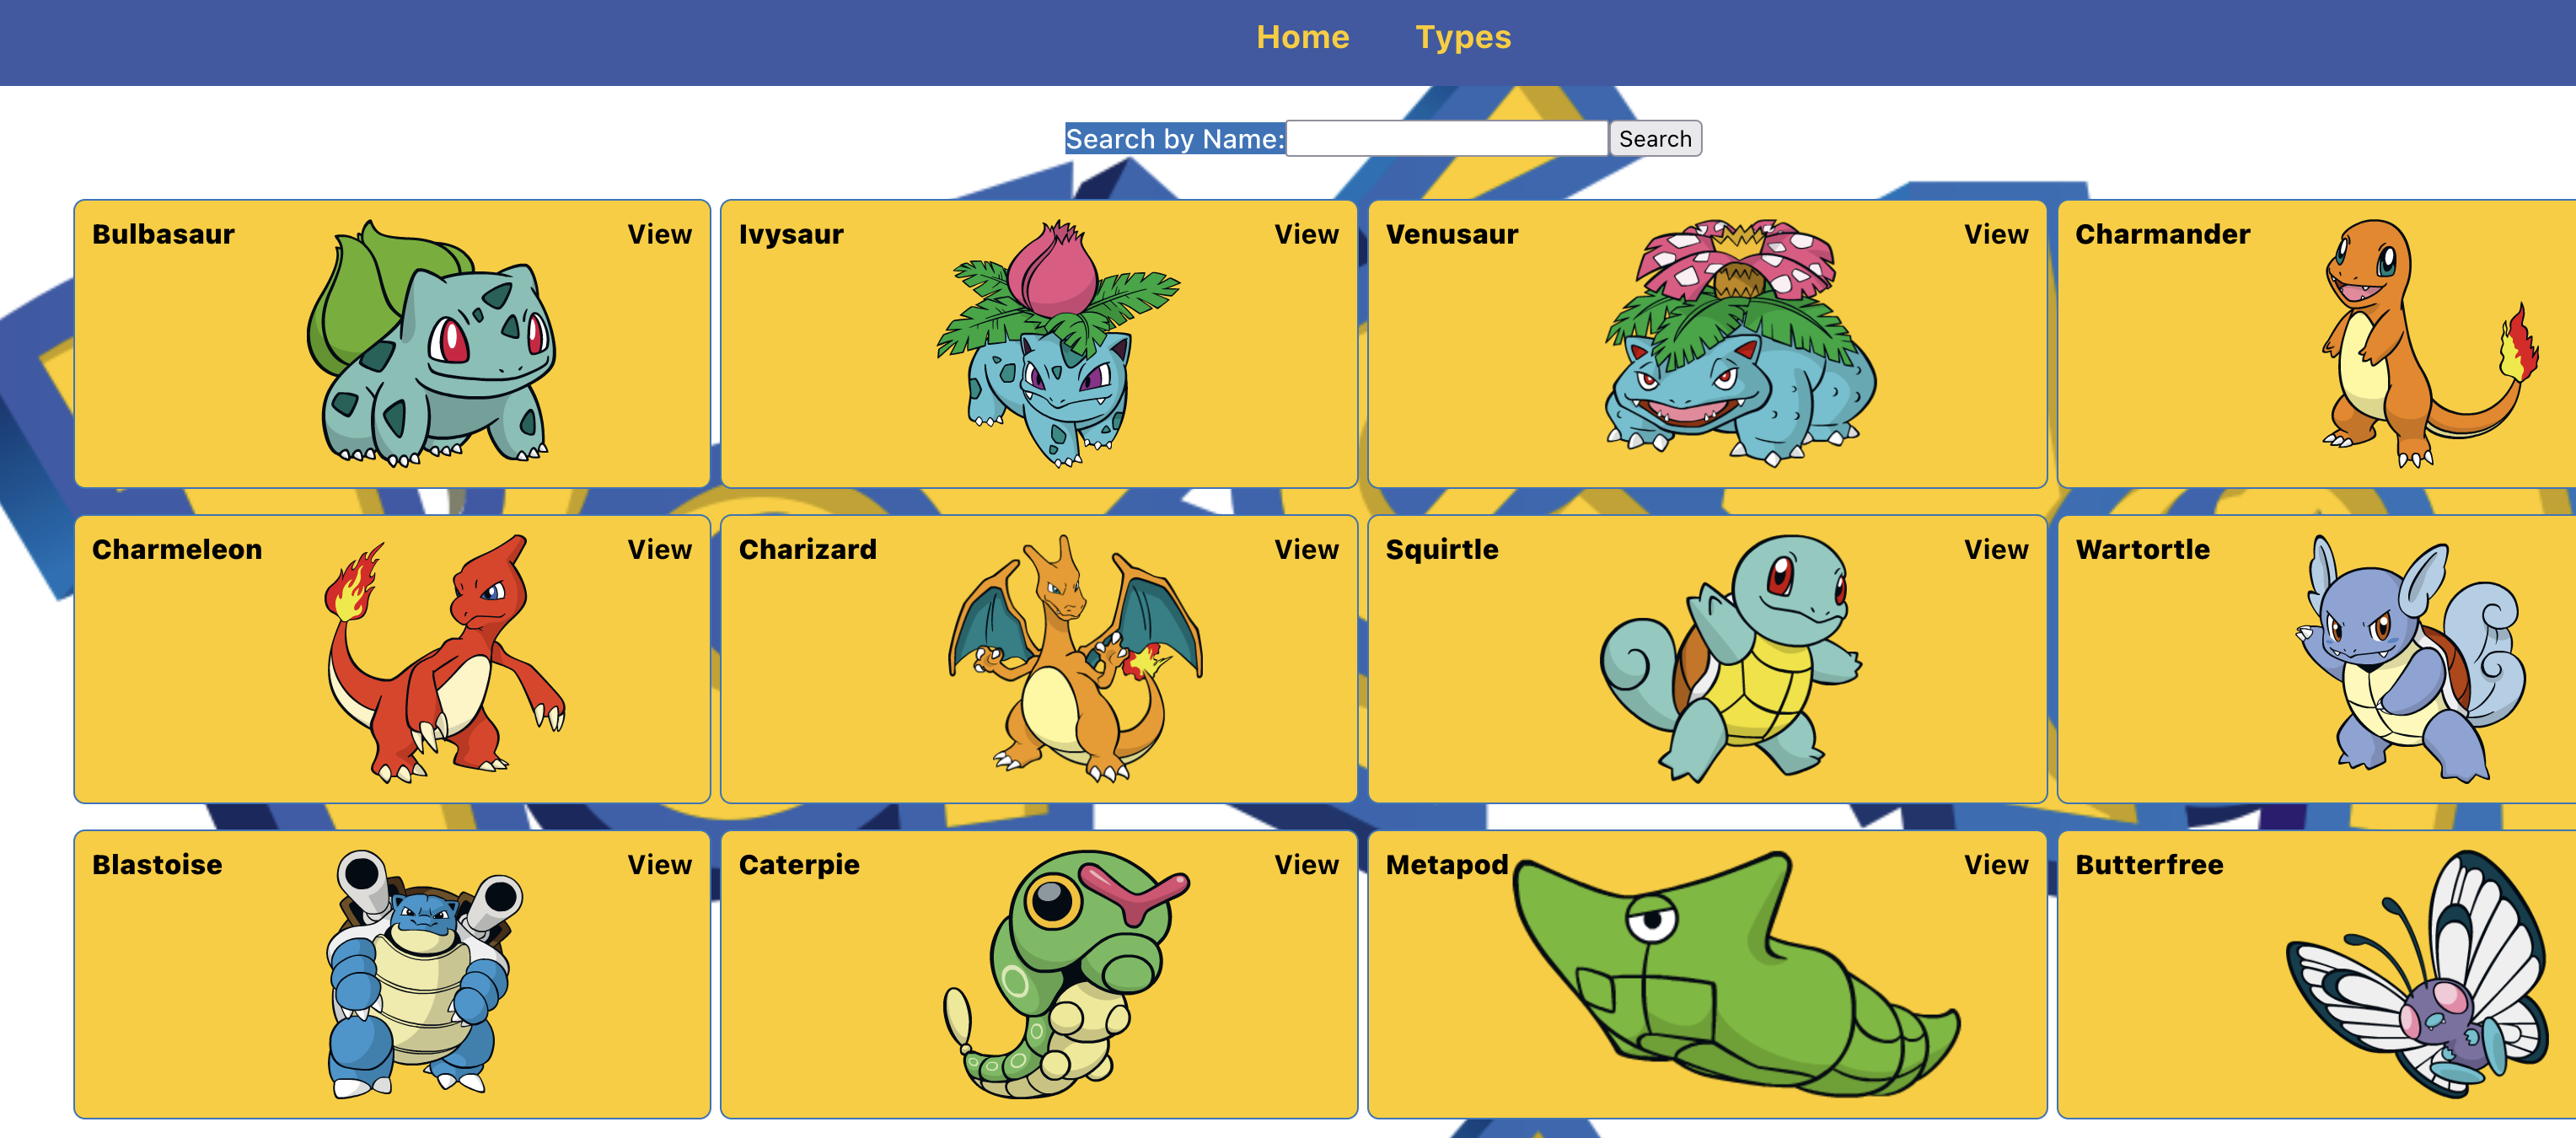 Home Types
Search by Name: Search
Bulbasaur View Ivysaur View Venusaur View Charmander
Charmeleon View Charizard View Squirtle View Wartortle
Blastoise View Caterpie View Metapod View Butterfree